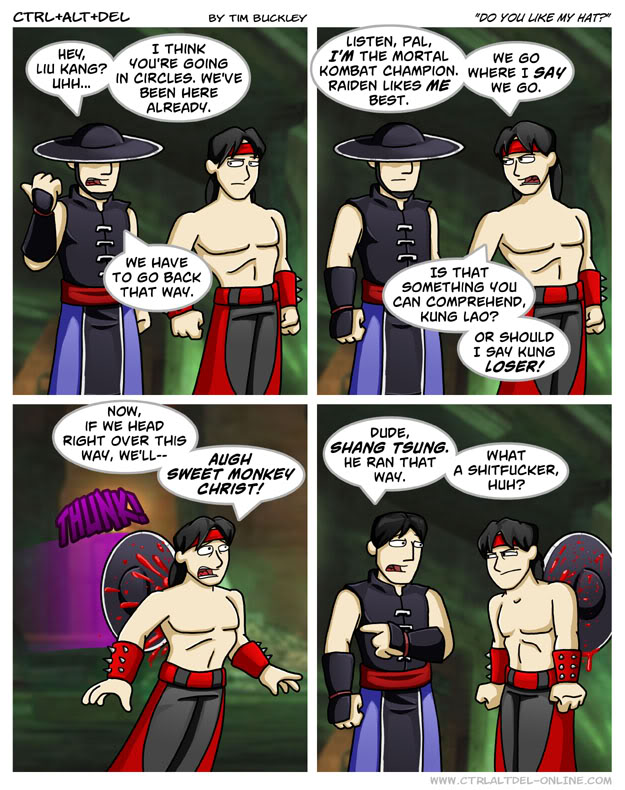 CTRL+ALT+DEL BY TIM BUCKLEY "DO YOU LIKE MY HAT?"
HEY,
LIU KANG?
UHH...
I THINK
YOU'RE GOING
IN CIRCLES. WE'VE
BEEN HERE
ALREADY.
WE HAVE
TO GO BACK
THAT WAY.
LISTEN, PAL,
I'M THE MORTAL
KOMBAT CHAMPION.
RAIDEN LIKES ME
BEST.
WE GO
WHERE I SAY
WE GO.
IS THAT
SOMETHING YOU
CAN COMPREHEND,
KUNG LAO?
OR SHOULD
I SAY KUNG
LOSER!
NOW,
IF WE HEAD
RIGHT OVER THIS
WAY, WE'LL--
THUNK!
AUGH
SWEET MONKEY
CHRIST!
DUDE,
SHANG TSUNG.
HE RAN THAT
WAY.
WHAT
A SHITFUCKER,
HUH?
WWW.CTRLALTDEL-ONLINE.COM